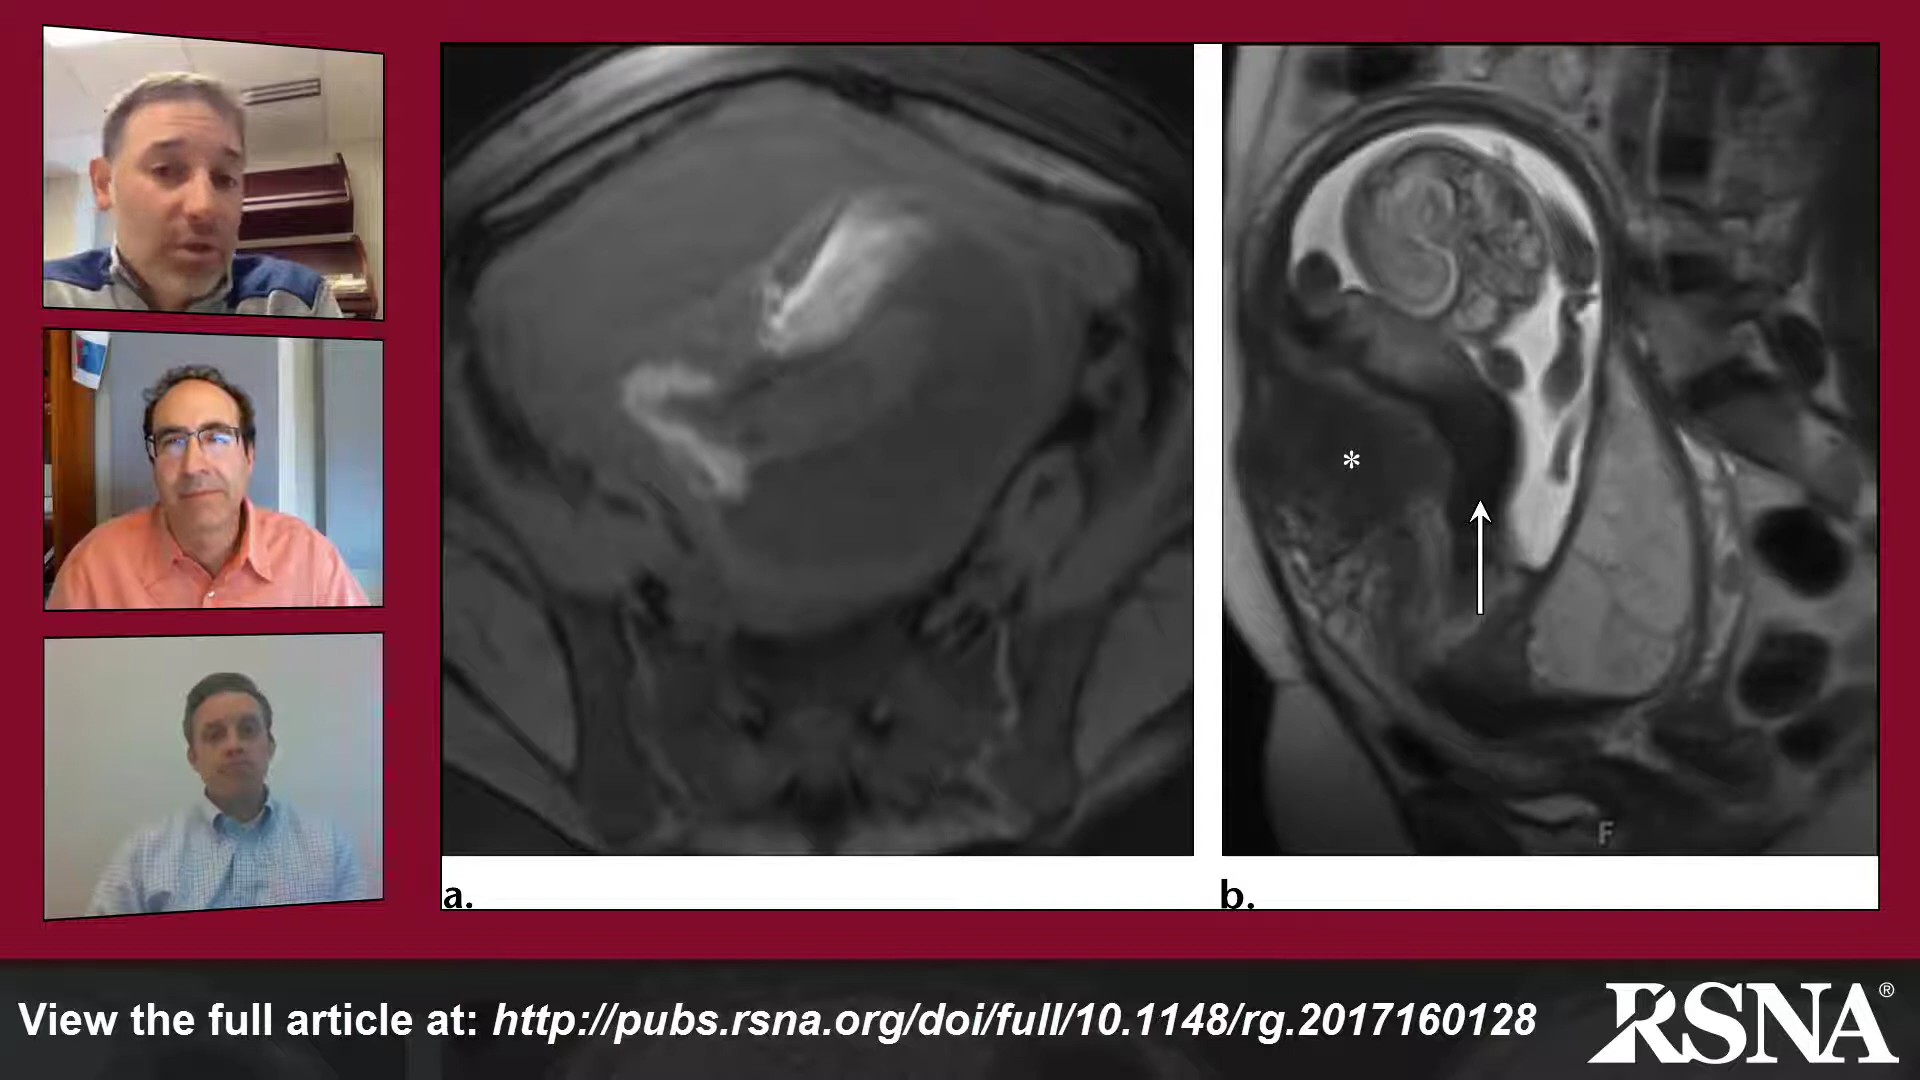 *
F
a.
b.
View the full article at: http://pubs.rsna.org/doi/full/10.1148/rg.2017160128
RSNA®